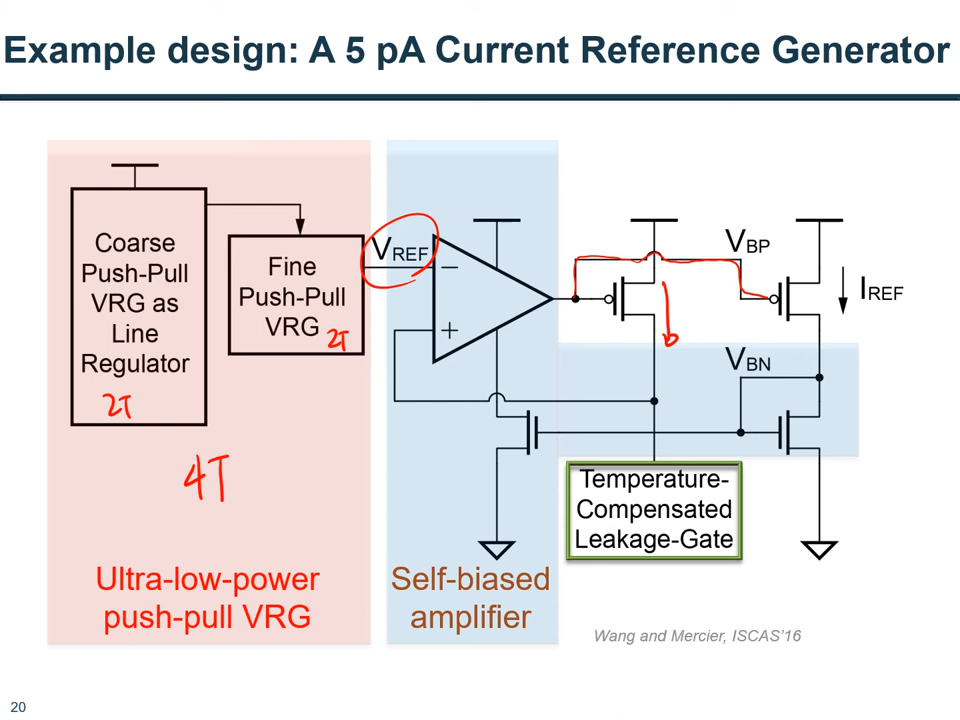 Example design: A 5 pA Current Reference Generator
Coarse
Push-Pull
VRG as
Line
Regulator
2T
Fine
Push-Pull
VRG
2T
4T
VREF
−
+
VBP
IREF
VBN
Temperature-
Compensated
Leakage-Gate
Ultra-low-power
push-pull VRG
Self-biased
amplifier
Wang and Mercier, ISCAS'16
20